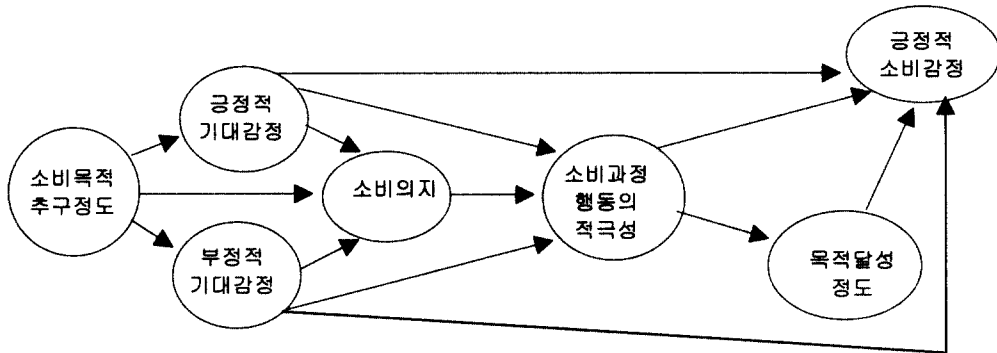 긍정적
소비감정
긍정적
기대감정
소비목적
추구정도
소비의지
소비과정
행동의
적극성
부정적
기대감정
목적달성
정도